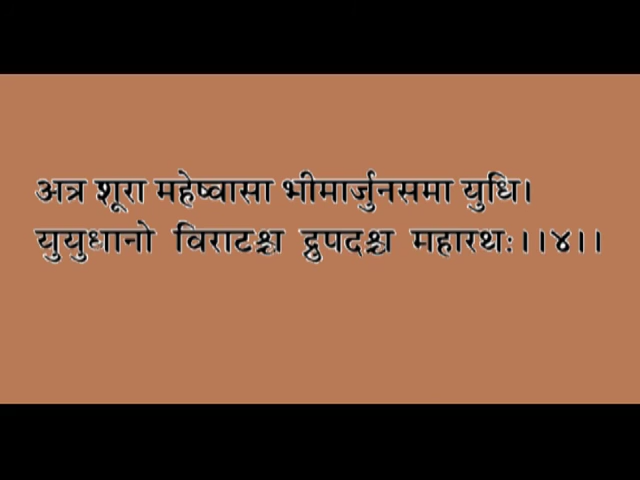 अत्र शूरा महेष्वासा भीमार्जुनसमा युधि।
युयुधानो विराटश्च द्रुपदश्च महारथः।।४।।